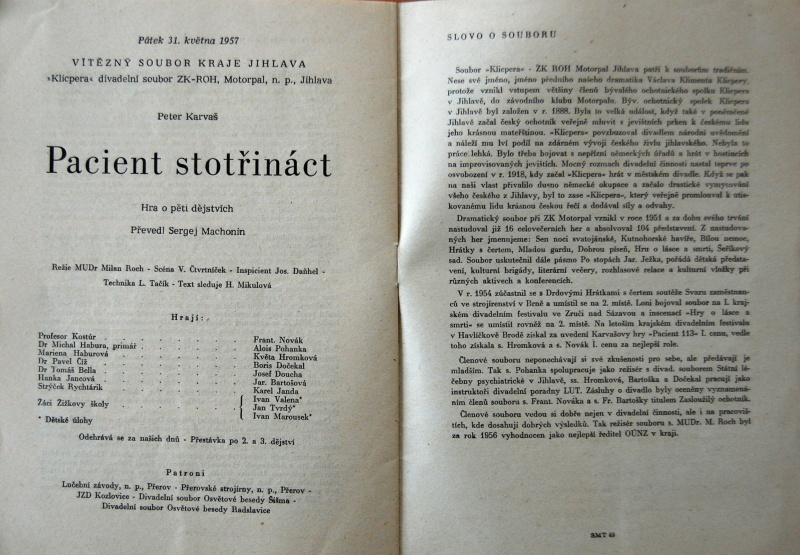 Pátek 31. května 1957
VÍTĚZNÝ SOUBOR KRAJE JIHLAVA
»Klicpera« divadelní soubor ZK-ROH, Motorpal, n. p., Jihlava
Peter Karvaš
Pacient stotřináct
Hra o pěti dějstvích
Převedl Sergej Machonin
Režie MUDr Milan Roch - Scéna V. Čtvrtníček - Inspicient Jos. Daňhel -
Technika L. Tačík - Text sleduje H. Mikulová
Hrají:
Profesor Kostúr . . . . . . Frant. Novák
Dr Michal Habura, primář . . . . . . Alois Pohanka
Mariena Haburová . . . . . . Květa Hromková
Dr Pavel Číž . . . . . . Boris Dočekal
Dr Tomáš Bella . . . . . . Josef Doucha
Hanka Jancová . . . . . . Jar. Bartošová
Strýček Rychtárik . . . . . . Karel Janda
Žáci Žižkovy školy . . . . . . { Ivan Valena*
Jan Tvrdý*
Ivan Marousek*
* Dětské úlohy
Odehrává se za našich dnů - Přestávka po 2. a 3. dějství
Patroni
Lučební závody, n. p., Přerov - Přerovské strojírny, n. p., Přerov -
JZD Kozlovice - Divadelní soubor Osvětové besedy Šišma -
Divadelní soubor Osvětové besedy Radslavice
SLOVO O SOUBORU
Soubor »Klicpera« - ZK ROH Motorpal Jihlava patří k souborům tradičním.
Nese své jméno, jméno předního našeho dramatika Václava Klimenta Klicpery,
protože vznikl vstupem většiny členů bývalého ochotnického spolku Klicpera
v Jihlavě, do závodního klubu Motorpalu. Býv. ochotnický spolek Klicpera
v Jihlavě byl založen v r. 1888. Byla to velká událost, když také v poněmčené
Jihlavě začal český ochotník veřejně mluvit s jevištních prken k českému lidu
jeho krásnou mateřštinou. »Klicpera« povzbuzoval divadlem národní uvědomění
a náleží mu lví podíl na zdárném vývoji českého živlu jihlavského. Nebyla to
práce lehká. Bylo třeba bojovat s nepřízní německých úřadů a hrát v hostincích
na improvisovaných jevištích. Mocný rozmach divadelní činnosti nastal teprve po
osvobození v r. 1918, kdy začal »Klicpera« hrát v městském divadle. Když se pak
na naši vlast přivalilo dusno německé okupace a začalo drastické vymycování
všeho českého z Jihlavy, byl to zase »Klicpera«, který veřejně promlouval k utis-
kovanému lidu krásnou českou řečí a dodával síly a odvahy.
Dramatický soubor při ZK Motorpal vznikl v roce 1951 a za dobu svého trvání
nastudoval již 16 celovečerních her a absolvoval 104 představení. Z nastudova-
ných her jmenujeme: Sen noci svatojánské, Kutnohorské havíře, Bílou nemoc,
Hrátky s čertem, Mladou gardu, Dobrou píseň, Hru o lásce a smrti, Šeříkový
sad. Soubor uskutečnil dále pásmo Po stopách Jar. Ježka, pořádá dětská předsta-
vení, kulturní brigády, literární večery, rozhlasové relace a kulturní vložky při
různých aktivech a konferencích.
V r. 1954 zúčastnil se s Drdovými Hrátkami s čertem soutěže Svazu zaměstnan-
ců ve strojírenství v Brně a umístil se na 2. místě. Loni bojoval soubor na I. kraj-
ském divadelním festivalu ve Zruči nad Sázavou a inscenací »Hry o lásce a
smrti« se umístil rovněž na 2. místě. Na letošním krajském divadelním festivalu
v Havlíčkově Brodě získal za uvedení Karvašovy hry »Pacient 113« I. cenu, vedle
toho získala s. Hromková a s. Novák I. cenu za nejlepší role.
Členové souboru neponechávají si své zkušenosti pro sebe, ale předávají je
mladším. Tak s. Pohanka spolupracuje jako režisér s divad. souborem Státní lé-
čebny psychiatrické v Jihlavě, ss. Hromková, Bartoška a Dočekal pracují jako
instruktoři divadelní poradny LUT. Zásluhy o divadlo byly oceněny vyznamená-
ním členů souboru s. Frant. Nováka a s. Fr. Bartošky titulem Zasloužilý ochotník.
Členové souboru vedou si dobře nejen v divadelní činnosti, ale i na pracoviš-
tích, kde dosahují dobrých výsledků. Tak režisér souboru s. MUDr. M. Roch byl
za rok 1956 vyhodnocen jako nejlepší ředitel OÚNZ v kraji.